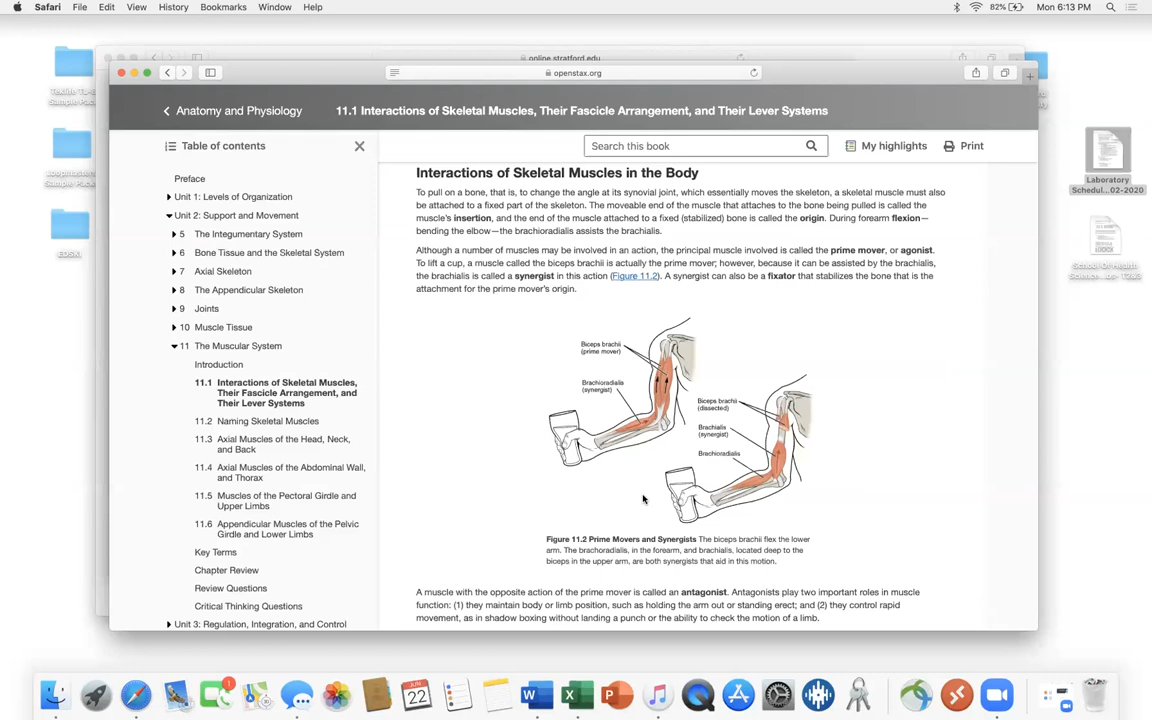 Safari File Edit View History Bookmarks Window Help 82% Mon 6:13 PM
online.stratford.edu
openstax.org
Anatomy and Physiology 11.1 Interactions of Skeletal Muscles, Their Fascicle Arrangement, and Their Lever Systems
Table of contents
Search this book My highlights Print
Preface
Unit 1: Levels of Organization
Unit 2: Support and Movement
5 The Integumentary System
6 Bone Tissue and the Skeletal System
7 Axial Skeleton
8 The Appendicular Skeleton
9 Joints
10 Muscle Tissue
11 The Muscular System
Introduction
11.1 Interactions of Skeletal Muscles,
Their Fascicle Arrangement, and
Their Lever Systems
11.2 Naming Skeletal Muscles
11.3 Axial Muscles of the Head, Neck,
and Back
11.4 Axial Muscles of the Abdominal Wall,
and Thorax
11.5 Muscles of the Pectoral Girdle and
Upper Limbs
11.6 Appendicular Muscles of the Pelvic
Girdle and Lower Limbs
Key Terms
Chapter Review
Review Questions
Critical Thinking Questions
Unit 3: Regulation, Integration, and Control
Interactions of Skeletal Muscles in the Body
To pull on a bone, that is, to change the angle at its synovial joint, which essentially moves the skeleton, a skeletal muscle must also
be attached to a fixed part of the skeleton. The moveable end of the muscle that attaches to the bone being pulled is called the
muscle's insertion, and the end of the muscle attached to a fixed (stabilized) bone is called the origin. During forearm flexion—
bending the elbow—the brachioradialis assists the brachialis.
Although a number of muscles may be involved in an action, the principal muscle involved is called the prime mover, or agonist.
To lift a cup, a muscle called the biceps brachii is actually the prime mover; however, because it can be assisted by the brachialis,
the brachialis is called a synergist in this action (Figure 11.2). A synergist can also be a fixator that stabilizes the bone that is the
attachment for the prime mover's origin.
Biceps brachii
(prime mover)
Brachioradialis
(synergist)
Biceps brachii
(dissected)
Brachialis
(synergist)
Brachioradialis
Figure 11.2 Prime Movers and Synergists The biceps brachii flex the lower
arm. The brachoradialis, in the forearm, and brachialis, located deep to the
biceps in the upper arm, are both synergists that aid in this motion.
A muscle with the opposite action of the prime mover is called an antagonist. Antagonists play two important roles in muscle
function: (1) they maintain body or limb position, such as holding the arm out or standing erect; and (2) they control rapid
movement, as in shadow boxing without landing a punch or the ability to check the motion of a limb.
Sample Pack
Sample Pack
Laboratory
Schedul...02-2020
School Of Health
JUN
22
1